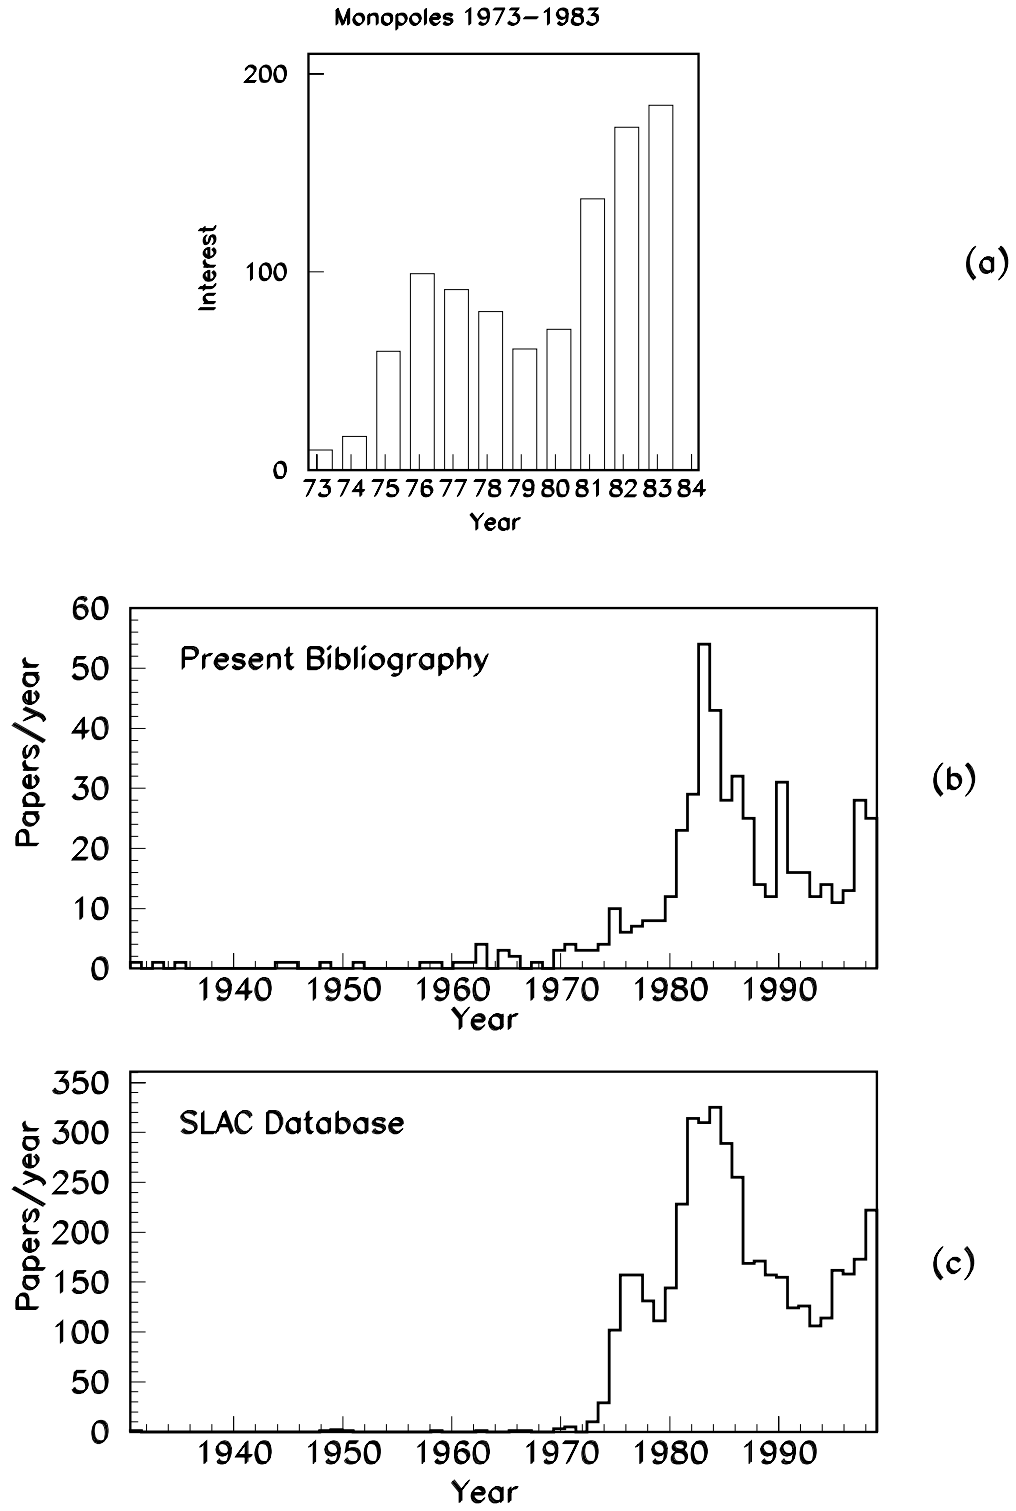 Monopoles 1973-1983
200
100
0
Interest
73 74 75 76 77 78 79 80 81 82 83 84
Year
(a)
60
50
40
30
20
10
0
Papers/year
Present Bibliography
1940 1950 1960 1970 1980 1990
Year
(b)
350
300
250
200
150
100
50
0
Papers/year
SLAC Database
1940 1950 1960 1970 1980 1990
Year
(c)